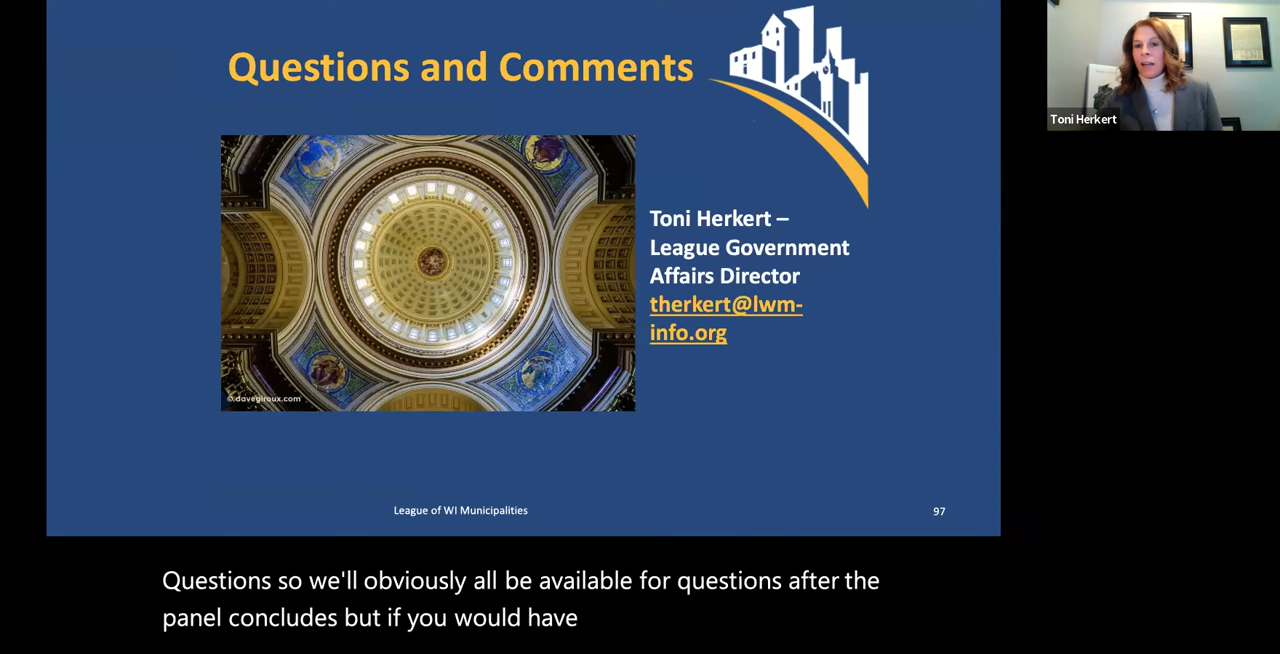 Questions and Comments
Toni Herkert
Toni Herkert –
League Government
Affairs Director
therkert@lwm-
info.org
© davegiroux.com
League of WI Municipalities
97
Questions so we'll obviously all be available for questions after the
panel concludes but if you would have